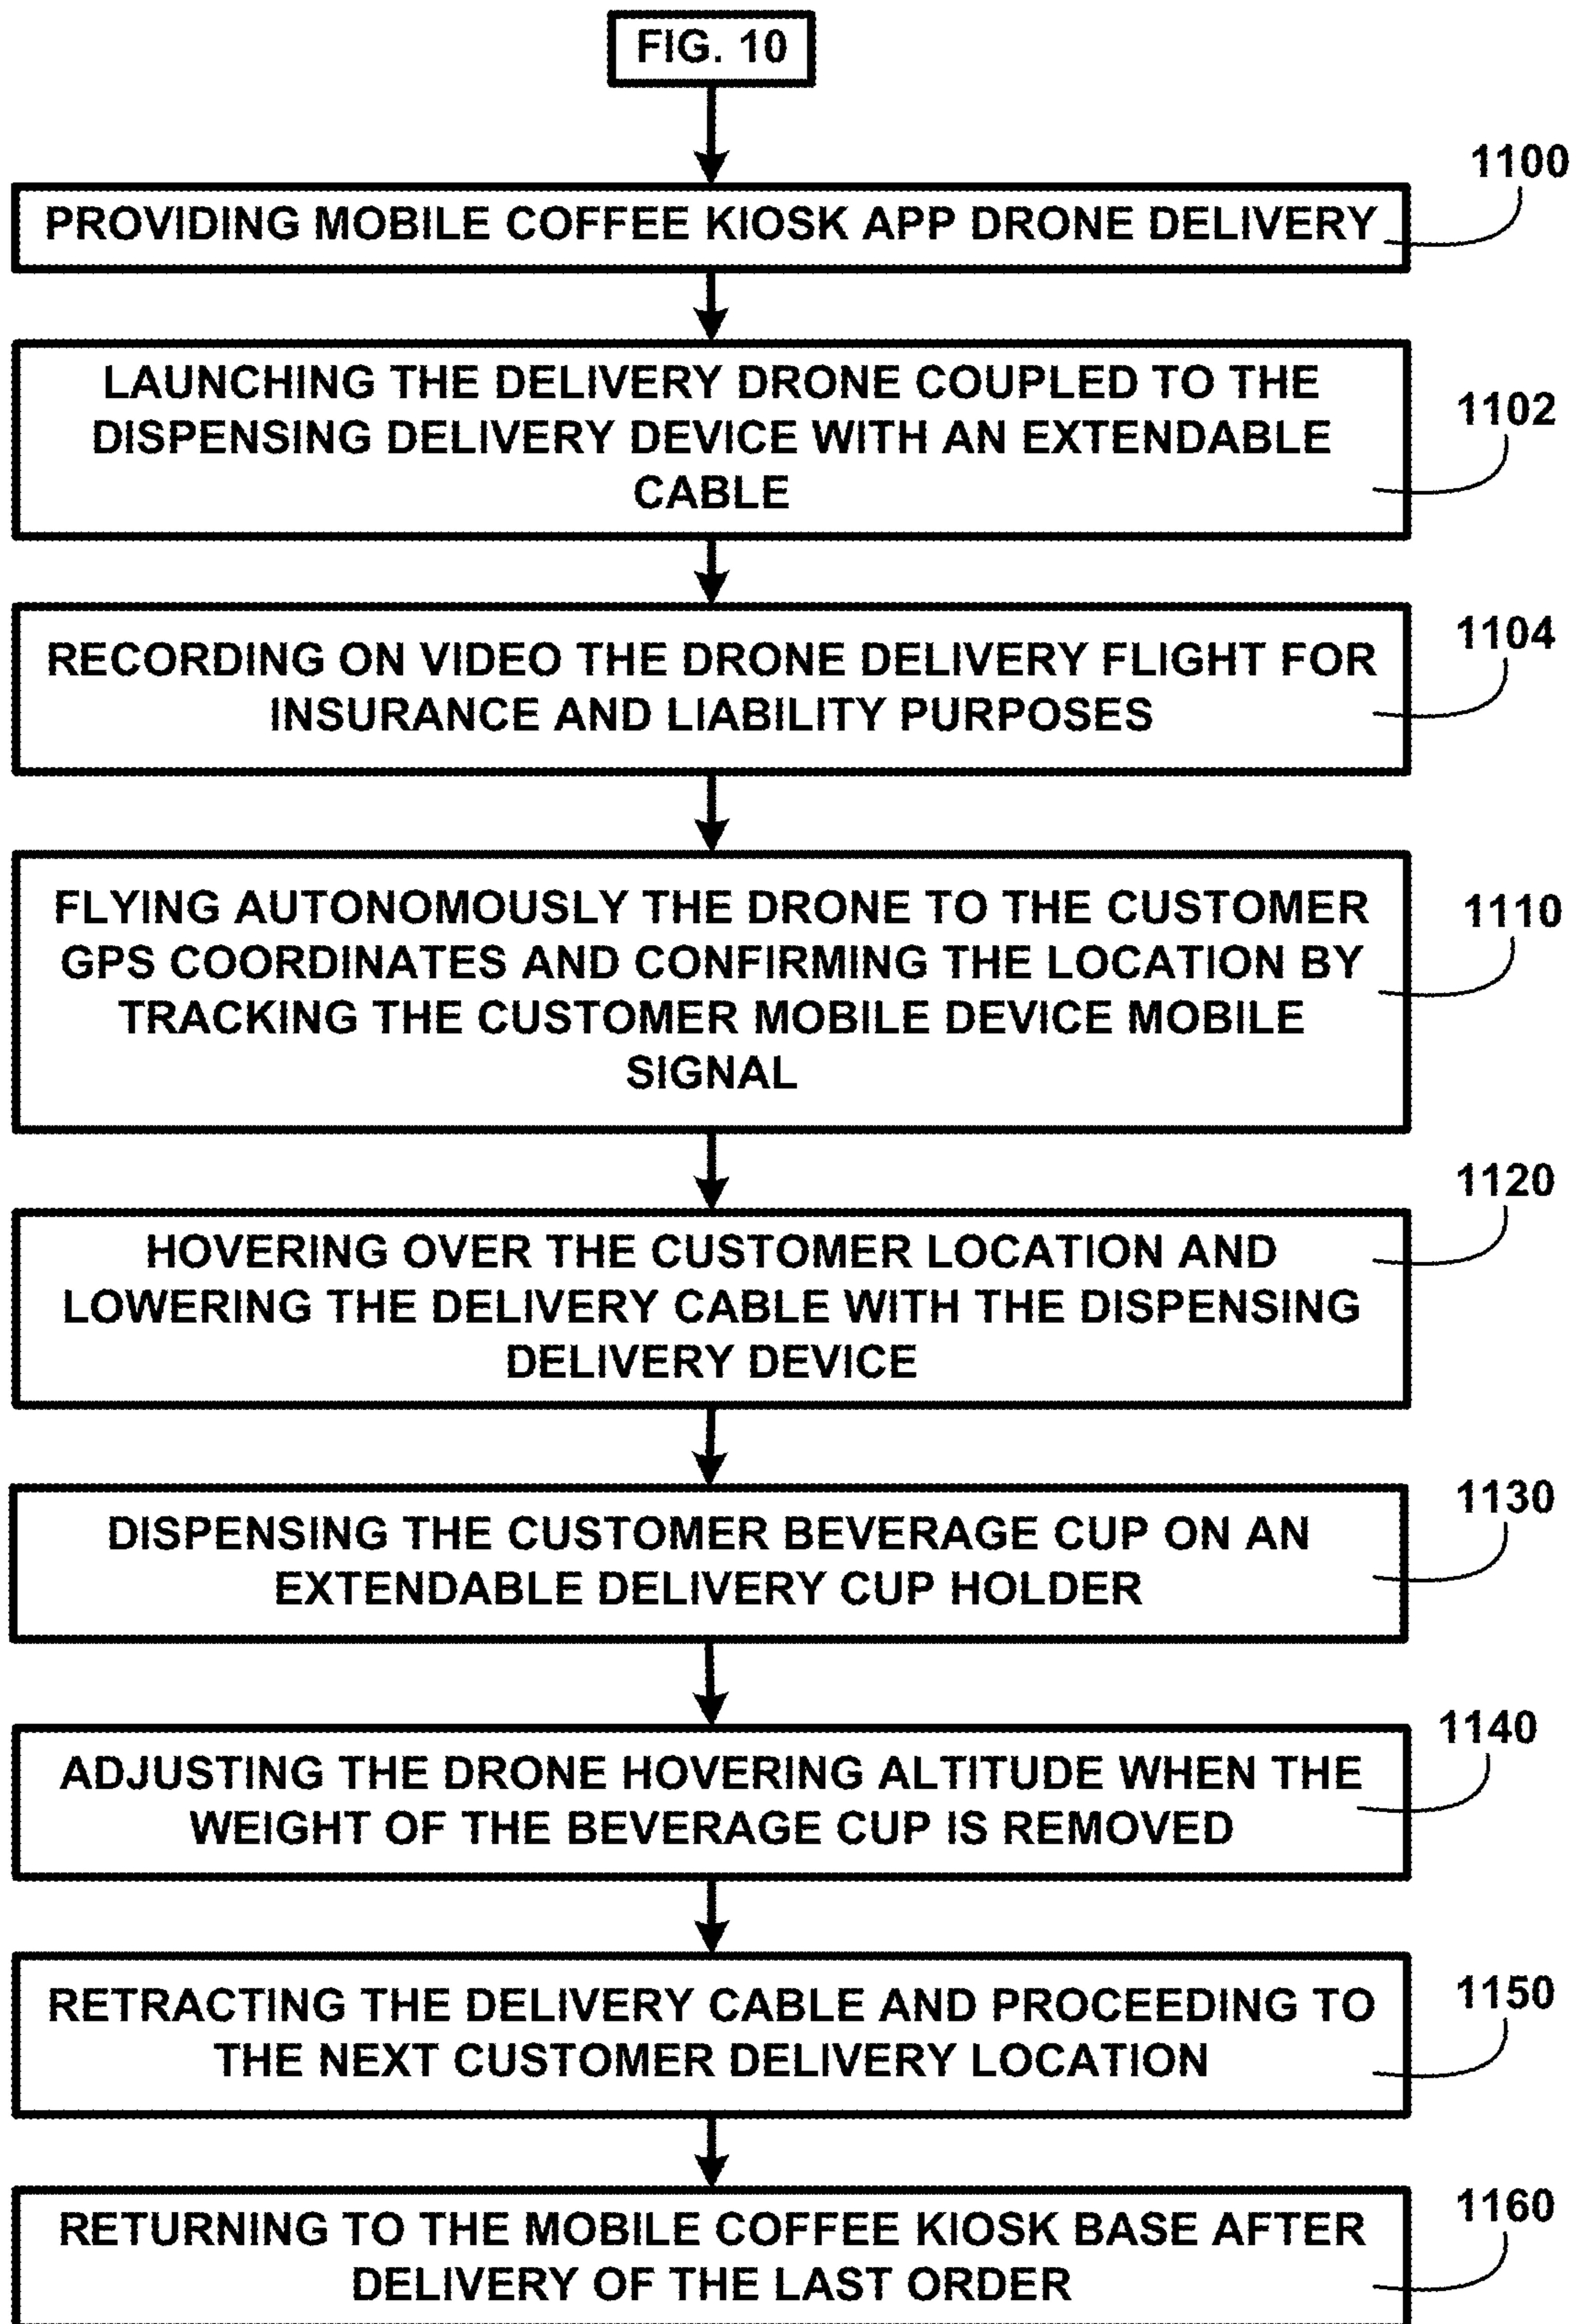 FIG. 10
1100
PROVIDING MOBILE COFFEE KIOSK APP DRONE DELIVERY
LAUNCHING THE DELIVERY DRONE COUPLED TO THE
DISPENSING DELIVERY DEVICE WITH AN EXTENDABLE
CABLE
1102
RECORDING ON VIDEO THE DRONE DELIVERY FLIGHT FOR
INSURANCE AND LIABILITY PURPOSES
1104
FLYING AUTONOMOUSLY THE DRONE TO THE CUSTOMER
GPS COORDINATES AND CONFIRMING THE LOCATION BY
TRACKING THE CUSTOMER MOBILE DEVICE MOBILE
SIGNAL
1110
1120
HOVERING OVER THE CUSTOMER LOCATION AND
LOWERING THE DELIVERY CABLE WITH THE DISPENSING
DELIVERY DEVICE
1130
DISPENSING THE CUSTOMER BEVERAGE CUP ON AN
EXTENDABLE DELIVERY CUP HOLDER
1140
ADJUSTING THE DRONE HOVERING ALTITUDE WHEN THE
WEIGHT OF THE BEVERAGE CUP IS REMOVED
1150
RETRACTING THE DELIVERY CABLE AND PROCEEDING TO
THE NEXT CUSTOMER DELIVERY LOCATION
1160
RETURNING TO THE MOBILE COFFEE KIOSK BASE AFTER
DELIVERY OF THE LAST ORDER